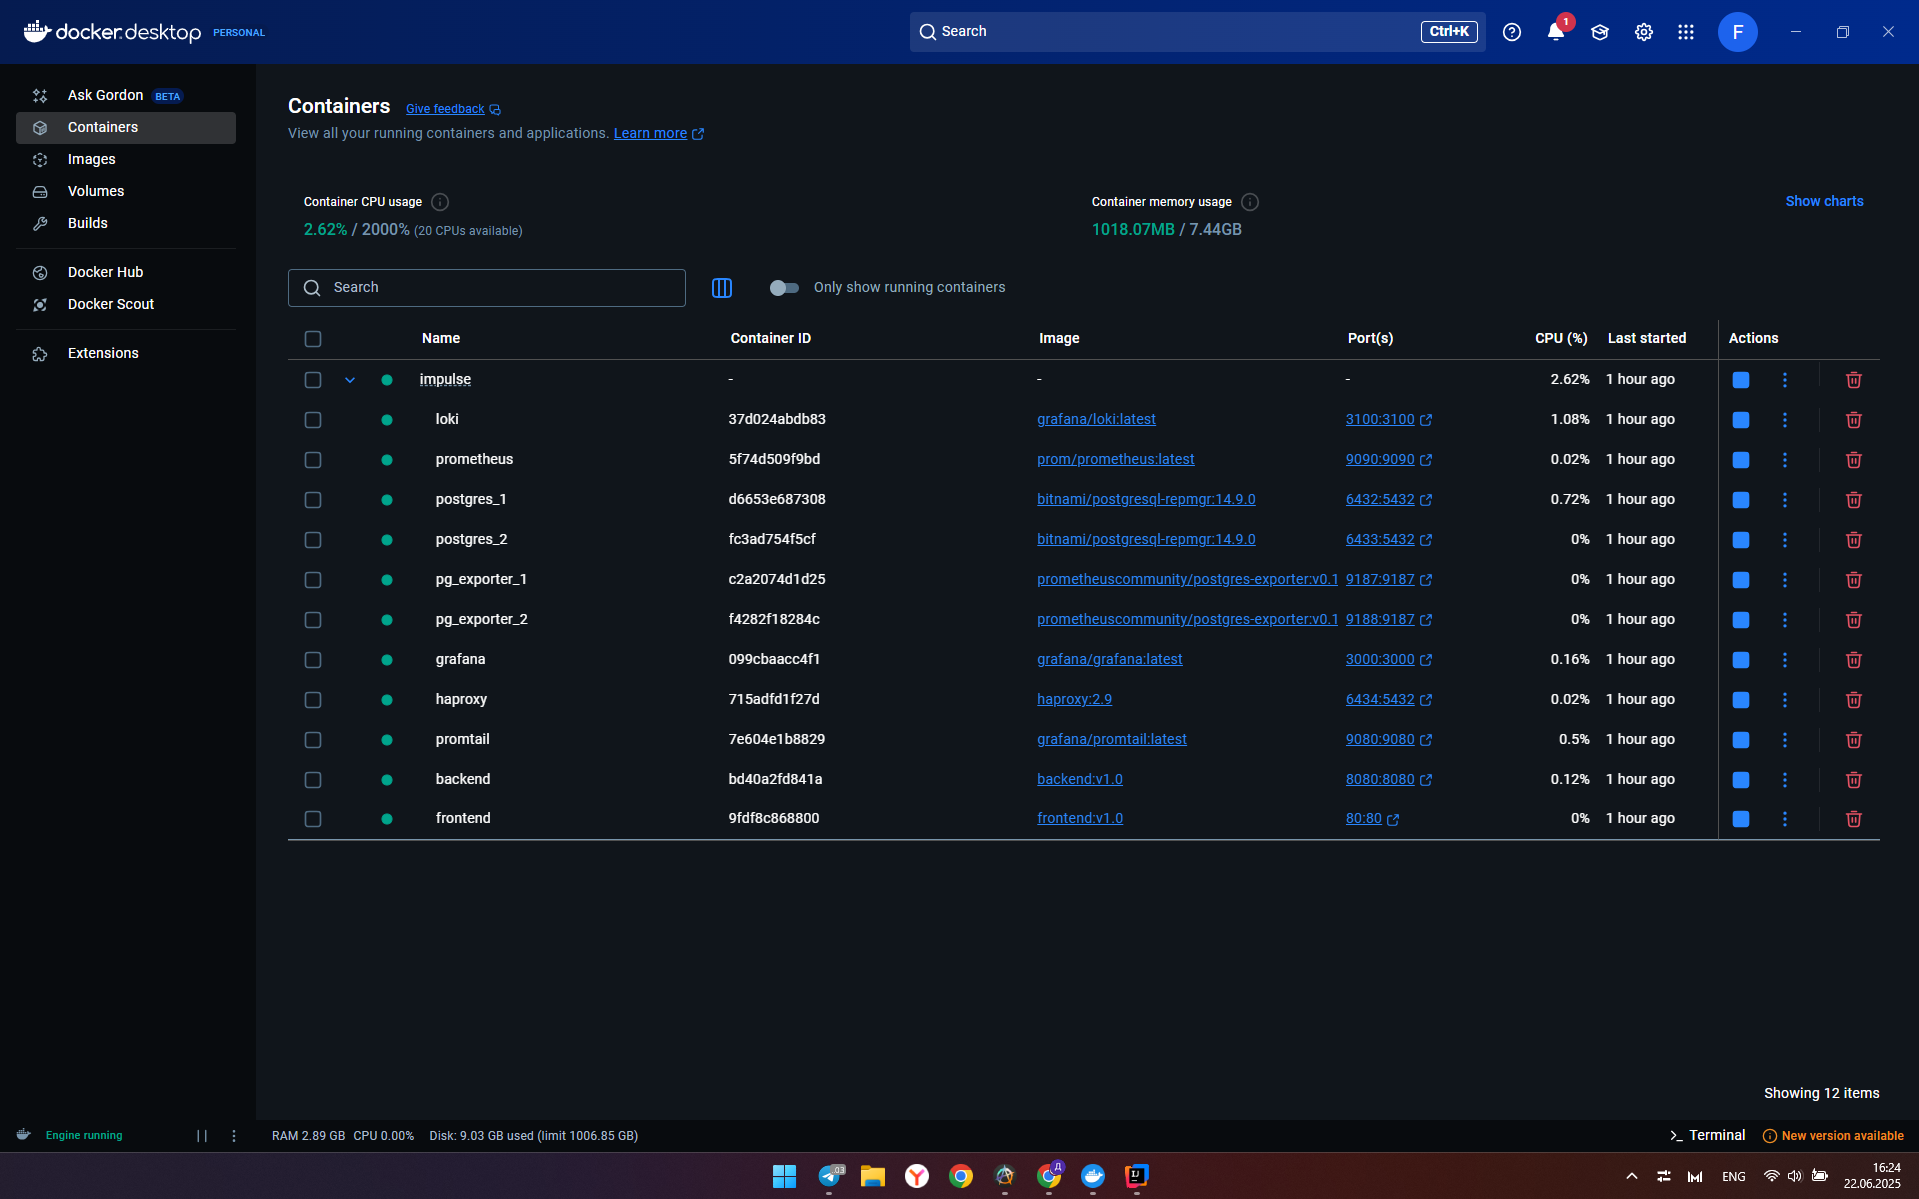 docker.desktop PERSONAL
Search Ctrl+K
1
F
Ask Gordon BETA
Containers
Images
Volumes
Builds
Docker Hub
Docker Scout
Extensions
Containers Give feedback
View all your running containers and applications. Learn more
Container CPU usage
2.62% / 2000% (20 CPUs available)
Container memory usage
1018.07MB / 7.44GB
Show charts
Search
Only show running containers
Name Container ID Image Port(s) CPU (%) Last started Actions
impulse - - - 2.62% 1 hour ago
loki 37d024abdb83 grafana/loki:latest 3100:3100 1.08% 1 hour ago
prometheus 5f74d509f9bd prom/prometheus:latest 9090:9090 0.02% 1 hour ago
postgres_1 d6653e687308 bitnami/postgresql-repmgr:14.9.0 6432:5432 0.72% 1 hour ago
postgres_2 fc3ad754f5cf bitnami/postgresql-repmgr:14.9.0 6433:5432 0% 1 hour ago
pg_exporter_1 c2a2074d1d25 prometheuscommunity/postgres-exporter:v0.1 9187:9187 0% 1 hour ago
pg_exporter_2 f4282f18284c prometheuscommunity/postgres-exporter:v0.1 9188:9187 0% 1 hour ago
grafana 099cbaacc4f1 grafana/grafana:latest 3000:3000 0.16% 1 hour ago
haproxy 715adfd1f27d haproxy:2.9 6434:5432 0.02% 1 hour ago
promtail 7e604e1b8829 grafana/promtail:latest 9080:9080 0.5% 1 hour ago
backend bd40a2fd841a backend:v1.0 8080:8080 0.12% 1 hour ago
frontend 9fdf8c868800 frontend:v1.0 80:80 0% 1 hour ago
Showing 12 items
Engine running
RAM 2.89 GB CPU 0.00% Disk: 9.03 GB used (limit 1006.85 GB)
Terminal
New version available
ENG
16:24
22.06.2025